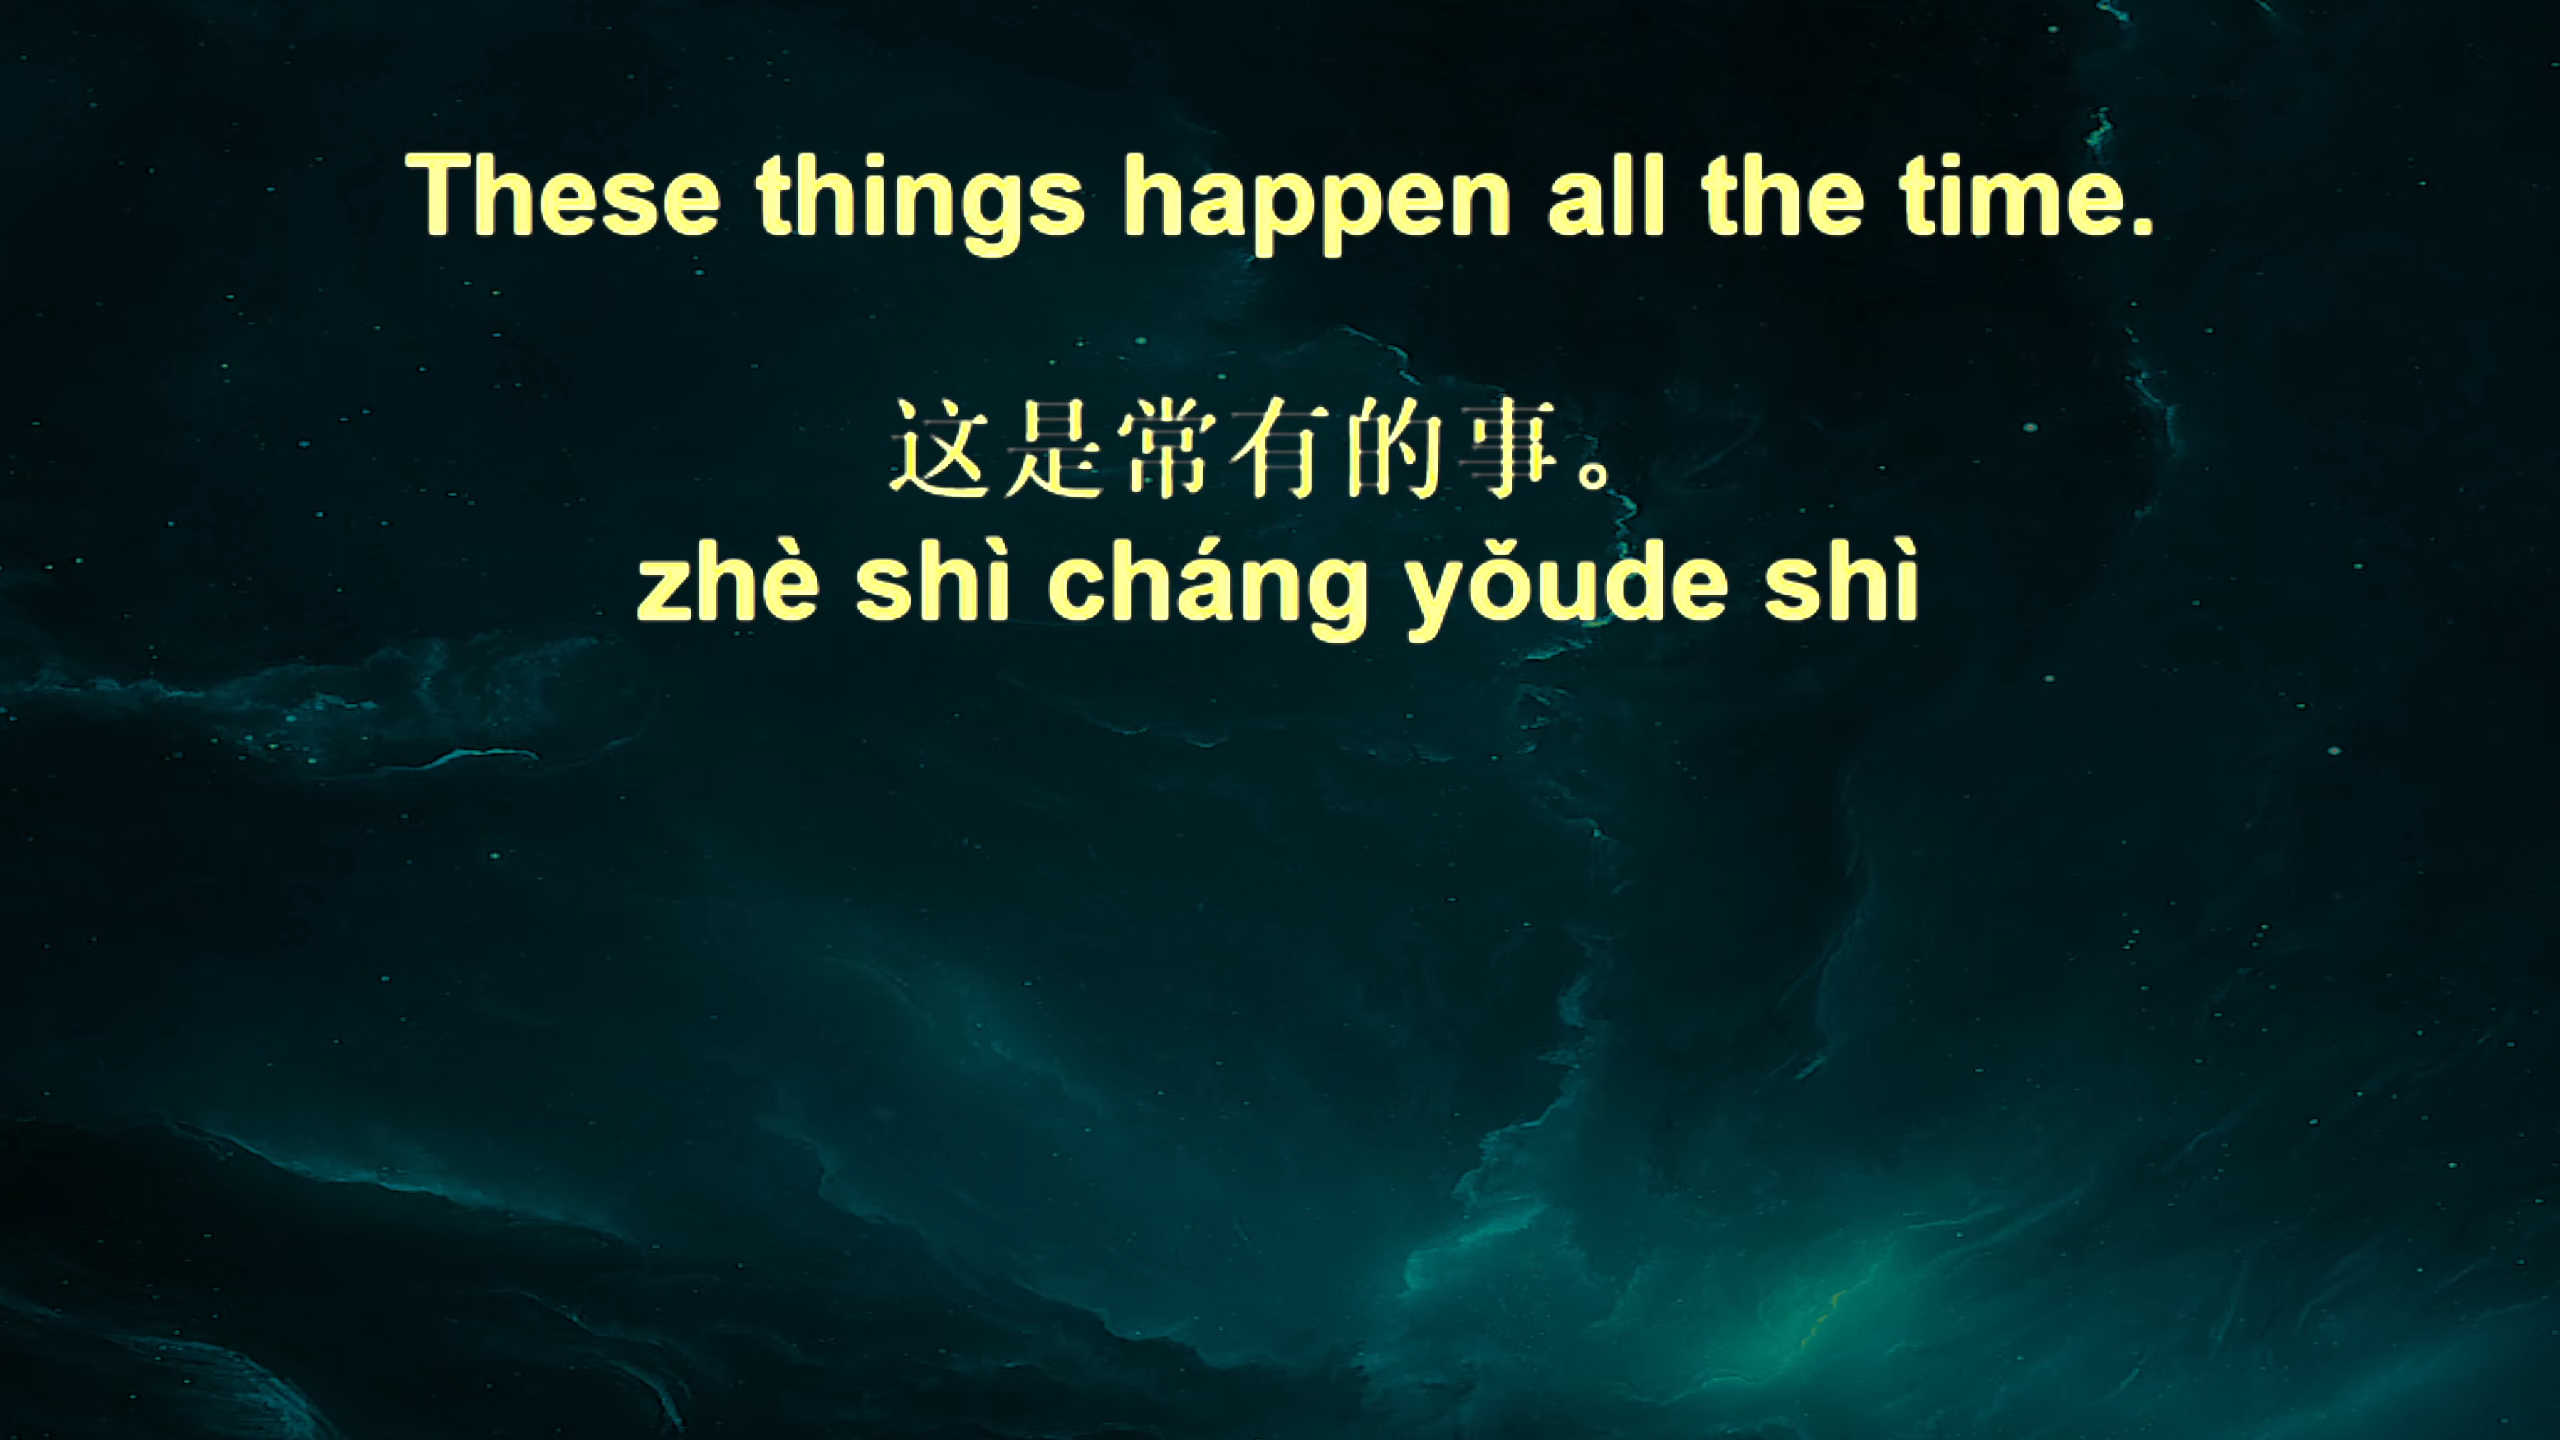 These things happen all the time.
这是常有的事。
zhè shì cháng yǒude shì